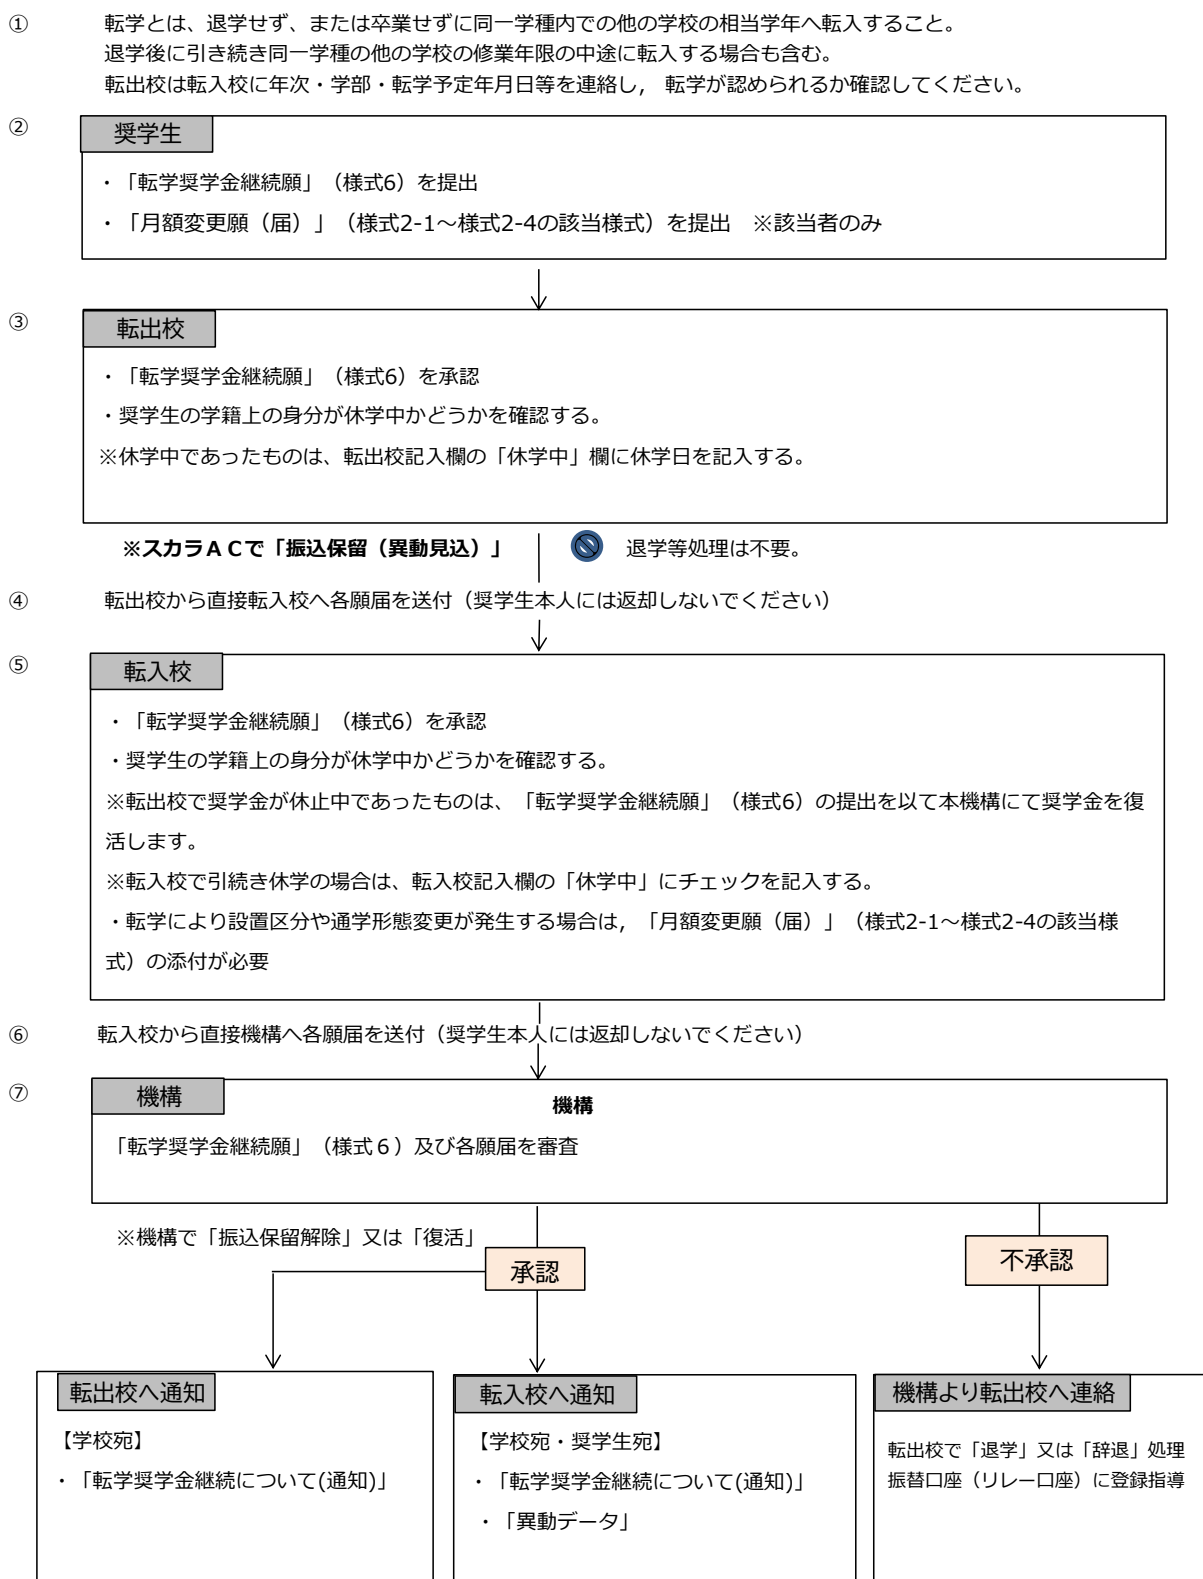 ① 転学とは、退学せず、または卒業せずに同一学種内での他の学校の相当学年へ転入すること。
退学後に引き続き同一学種の他の学校の修業年限の中途に転入する場合も含む。
転出校は転入校に年次・学部・転学予定年月日等を連絡し, 転学が認められるか確認してください。
② 奨学生
・「転学奨学金継続願」（様式6）を提出
・「月額変更願（届）」（様式2-1～様式2-4の該当様式）を提出 ※該当者のみ
③ 転出校
・「転学奨学金継続願」（様式6）を承認
・奨学生の学籍上の身分が休学中かどうかを確認する。
※休学中であったものは、転出校記入欄の「休学中」欄に休学日を記入する。
※スカラＡＣで「振込保留（異動見込）」 退学等処理は不要。
④ 転出校から直接転入校へ各願届を送付（奨学生本人には返却しないでください）
⑤ 転入校
・「転学奨学金継続願」（様式6）を承認
・奨学生の学籍上の身分が休学中かどうかを確認する。
※転出校で奨学金が休止中であったものは、「転学奨学金継続願」（様式6）の提出を以て本機構にて奨学金を復
活します。
※転入校で引続き休学の場合は、転入校記入欄の「休学中」にチェックを記入する。
・転学により設置区分や通学形態変更が発生する場合は,「月額変更願（届）」（様式2-1～様式2-4の該当様
式）の添付が必要
⑥ 転入校から直接機構へ各願届を送付（奨学生本人には返却しないでください）
⑦ 機構
機構
「転学奨学金継続願」（様式６）及び各願届を審査
※機構で「振込保留解除」又は「復活」
承認
不承認
転出校へ通知
【学校宛】
・「転学奨学金継続について(通知)」
転入校へ通知
【学校宛・奨学生宛】
・「転学奨学金継続について(通知)」
・「異動データ」
機構より転出校へ連絡
転出校で「退学」又は「辞退」処理
振替口座（リレー口座）に登録指導